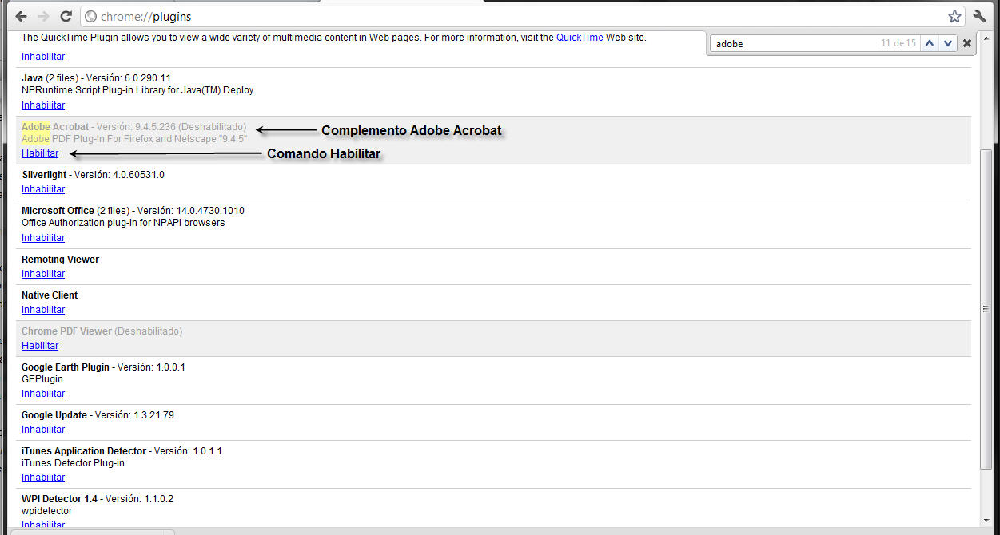 chrome://plugins
adobe 11 de 15
The QuickTime Plugin allows you to view a wide variety of multimedia content in Web pages. For more information, visit the QuickTime Web site.
Inhabilitar
Java (2 files) - Versión: 6.0.290.11
NPRuntime Script Plug-in Library for Java(TM) Deploy
Inhabilitar
Adobe Acrobat - Versión: 9.4.5.236 (Deshabilitado)
Complemento Adobe Acrobat
Adobe PDF Plug-In For Firefox and Netscape "9.4.5"
Habilitar
Comando Habilitar
Silverlight - Versión: 4.0.60531.0
Inhabilitar
Microsoft Office (2 files) - Versión: 14.0.4730.1010
Office Authorization plug-in for NPAPI browsers
Inhabilitar
Remoting Viewer
Inhabilitar
Native Client
Inhabilitar
Chrome PDF Viewer (Deshabilitado)
Habilitar
Google Earth Plugin - Versión: 1.0.0.1
GEPlugin
Inhabilitar
Google Update - Versión: 1.3.21.79
Inhabilitar
iTunes Application Detector - Versión: 1.0.1.1
iTunes Detector Plug-in
Inhabilitar
WPI Detector 1.4 - Versión: 1.1.0.2
wpidetector
Inhabilitar